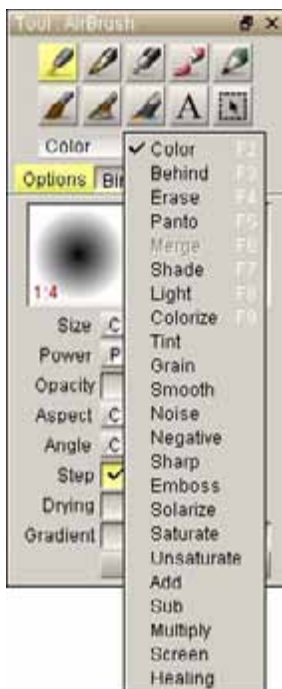 Tool : AirBrush
A
Color
Options Bin
1:4
Size C
Power P
Opacity
Aspect C
Angle C
Step
Drying
Gradient
Color F2
Behind F3
Erase F4
Panto F5
Merge F6
Shade F7
Light F8
Colorize F9
Tint
Grain
Smooth
Noise
Negative
Sharp
Emboss
Solarize
Saturate
Unsaturate
Add
Sub
Multiply
Screen
Healing